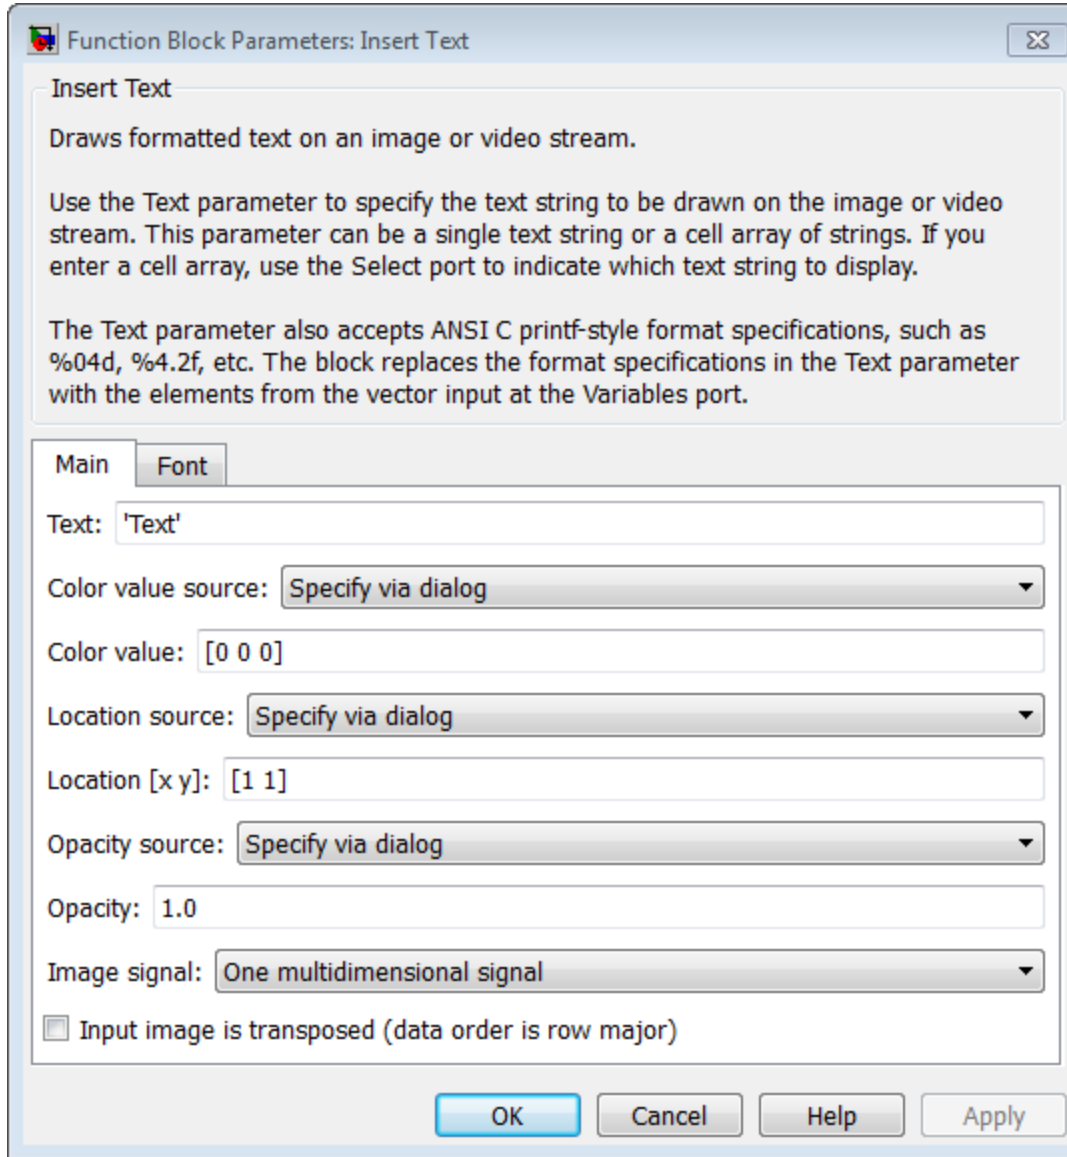 Function Block Parameters: Insert Text
Insert Text
Draws formatted text on an image or video stream.
Use the Text parameter to specify the text string to be drawn on the image or video
stream. This parameter can be a single text string or a cell array of strings. If you
enter a cell array, use the Select port to indicate which text string to display.
The Text parameter also accepts ANSI C printf-style format specifications, such as
%04d, %4.2f, etc. The block replaces the format specifications in the Text parameter
with the elements from the vector input at the Variables port.
Main Font
Text: 'Text'
Color value source: Specify via dialog
Color value: [0 0 0]
Location source: Specify via dialog
Location [x y]: [1 1]
Opacity source: Specify via dialog
Opacity: 1.0
Image signal: One multidimensional signal
Input image is transposed (data order is row major)
OK Cancel Help Apply